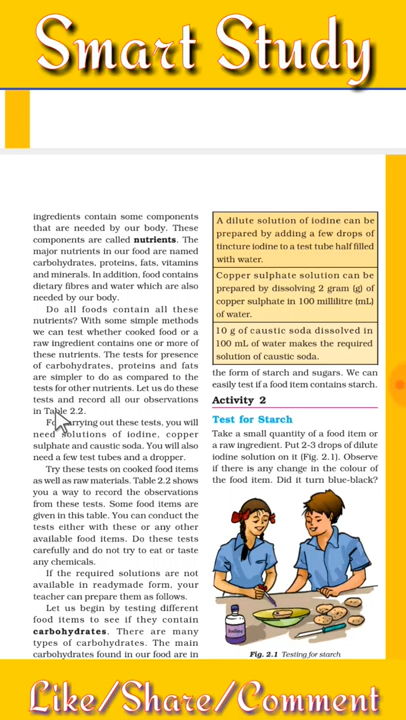 Smart Study
ingredients contain some components
that are needed by our body. These
components are called nutrients. The
major nutrients in our food are named
carbohydrates, proteins, fats, vitamins
and minerals. In addition, food contains
dietary fibres and water which are also
needed by our body.
Do all foods contain all these
nutrients? With some simple methods
we can test whether cooked food or a
raw ingredient contains one or more of
these nutrients. The tests for presence
of carbohydrates, proteins and fats
are simpler to do as compared to the
tests for other nutrients. Let us do these
tests and record all our observations
in Table 2.2.
For carrying out these tests, you will
need solutions of iodine, copper
sulphate and caustic soda. You will also
need a few test tubes and a dropper.
Try these tests on cooked food items
as well as raw materials. Table 2.2 shows
you a way to record the observations
from these tests. Some food items are
given in this table. You can conduct the
tests either with these or any other
available food items. Do these tests
carefully and do not try to eat or taste
any chemicals.
If the required solutions are not
available in readymade form, your
teacher can prepare them as follows.
Let us begin by testing different
food items to see if they contain
carbohydrates. There are many
types of carbohydrates. The main
carbohydrates found in our food are in
A dilute solution of iodine can be
prepared by adding a few drops of
tincture iodine to a test tube half filled
with water.
Copper sulphate solution can be
prepared by dissolving 2 gram (g) of
copper sulphate in 100 millilitre (mL)
of water.
10 g of caustic soda dissolved in
100 mL of water makes the required
solution of caustic soda.
the form of starch and sugars. We can
easily test if a food item contains starch.
Activity 2
Test for Starch
Take a small quantity of a food item or
a raw ingredient. Put 2-3 drops of dilute
iodine solution on it (Fig. 2.1). Observe
if there is any change in the colour of
the food item. Did it turn blue-black?
Iodine
Fig. 2.1 Testing for starch
Like/Share/Comment